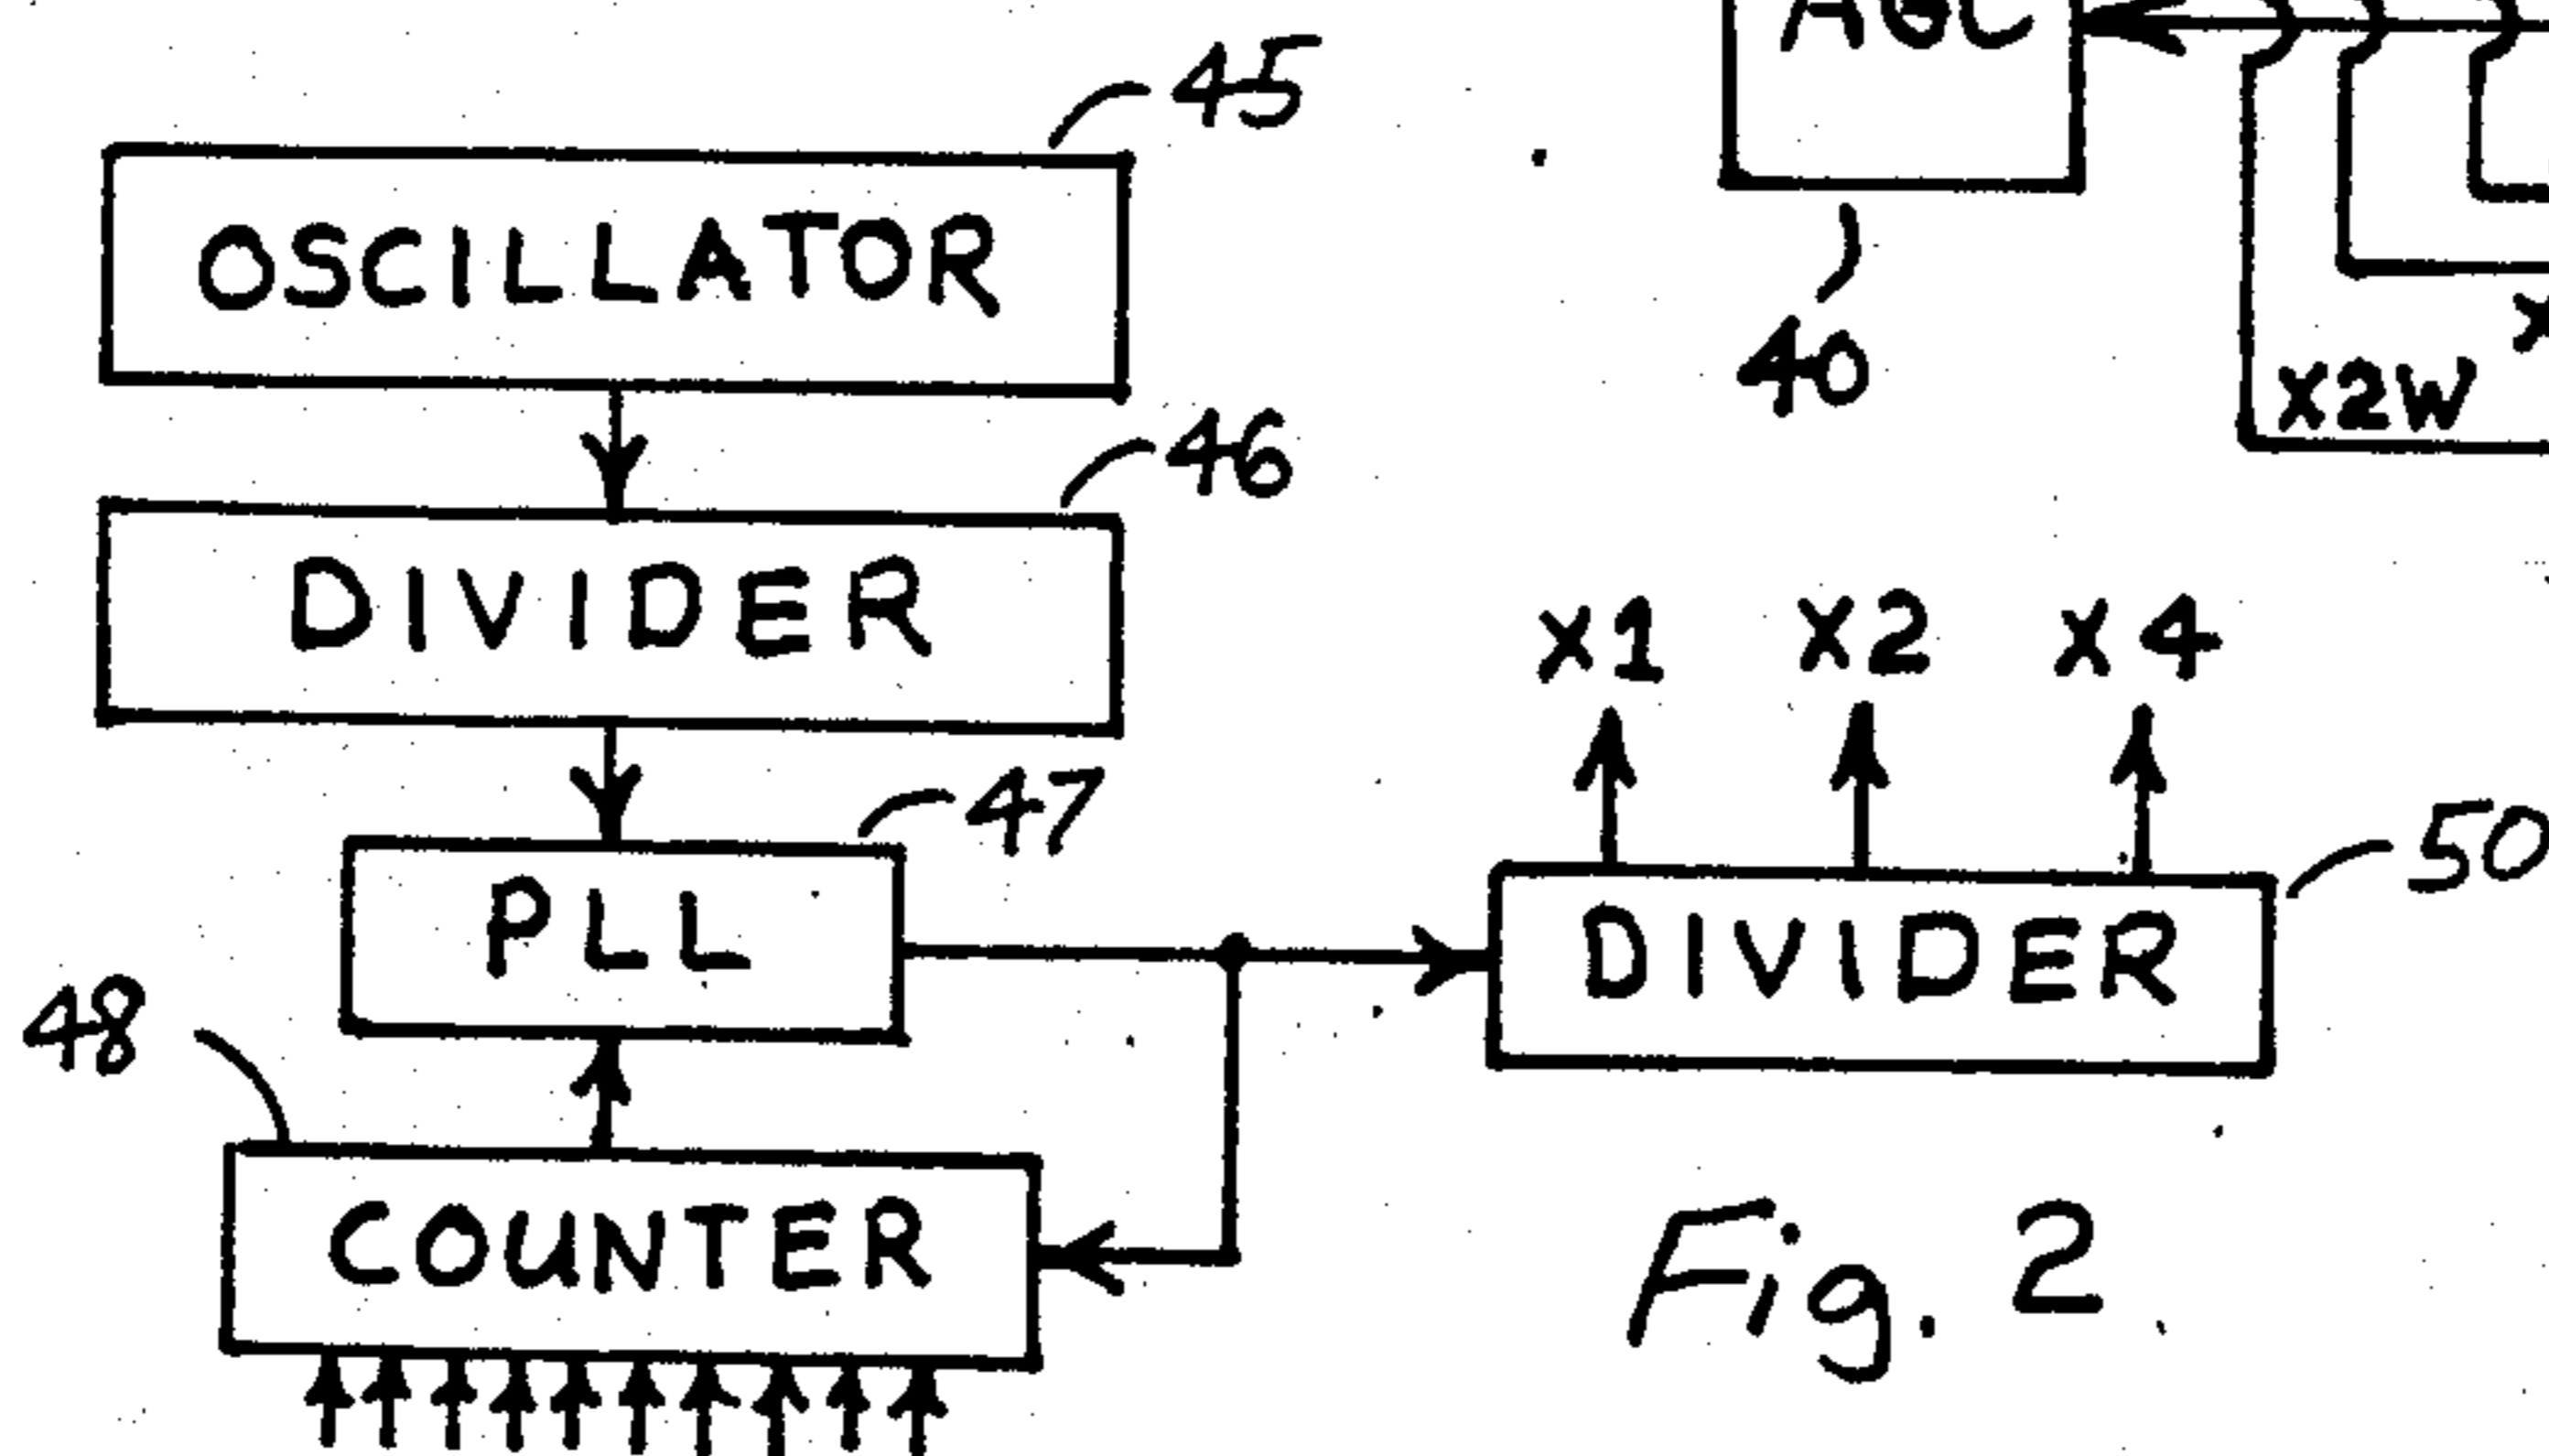 AGC
45
OSCILLATOR
40
X2W
46
DIVIDER
X1 X2 X4
47
50
PLL
DIVIDER
48
COUNTER
Fig. 2